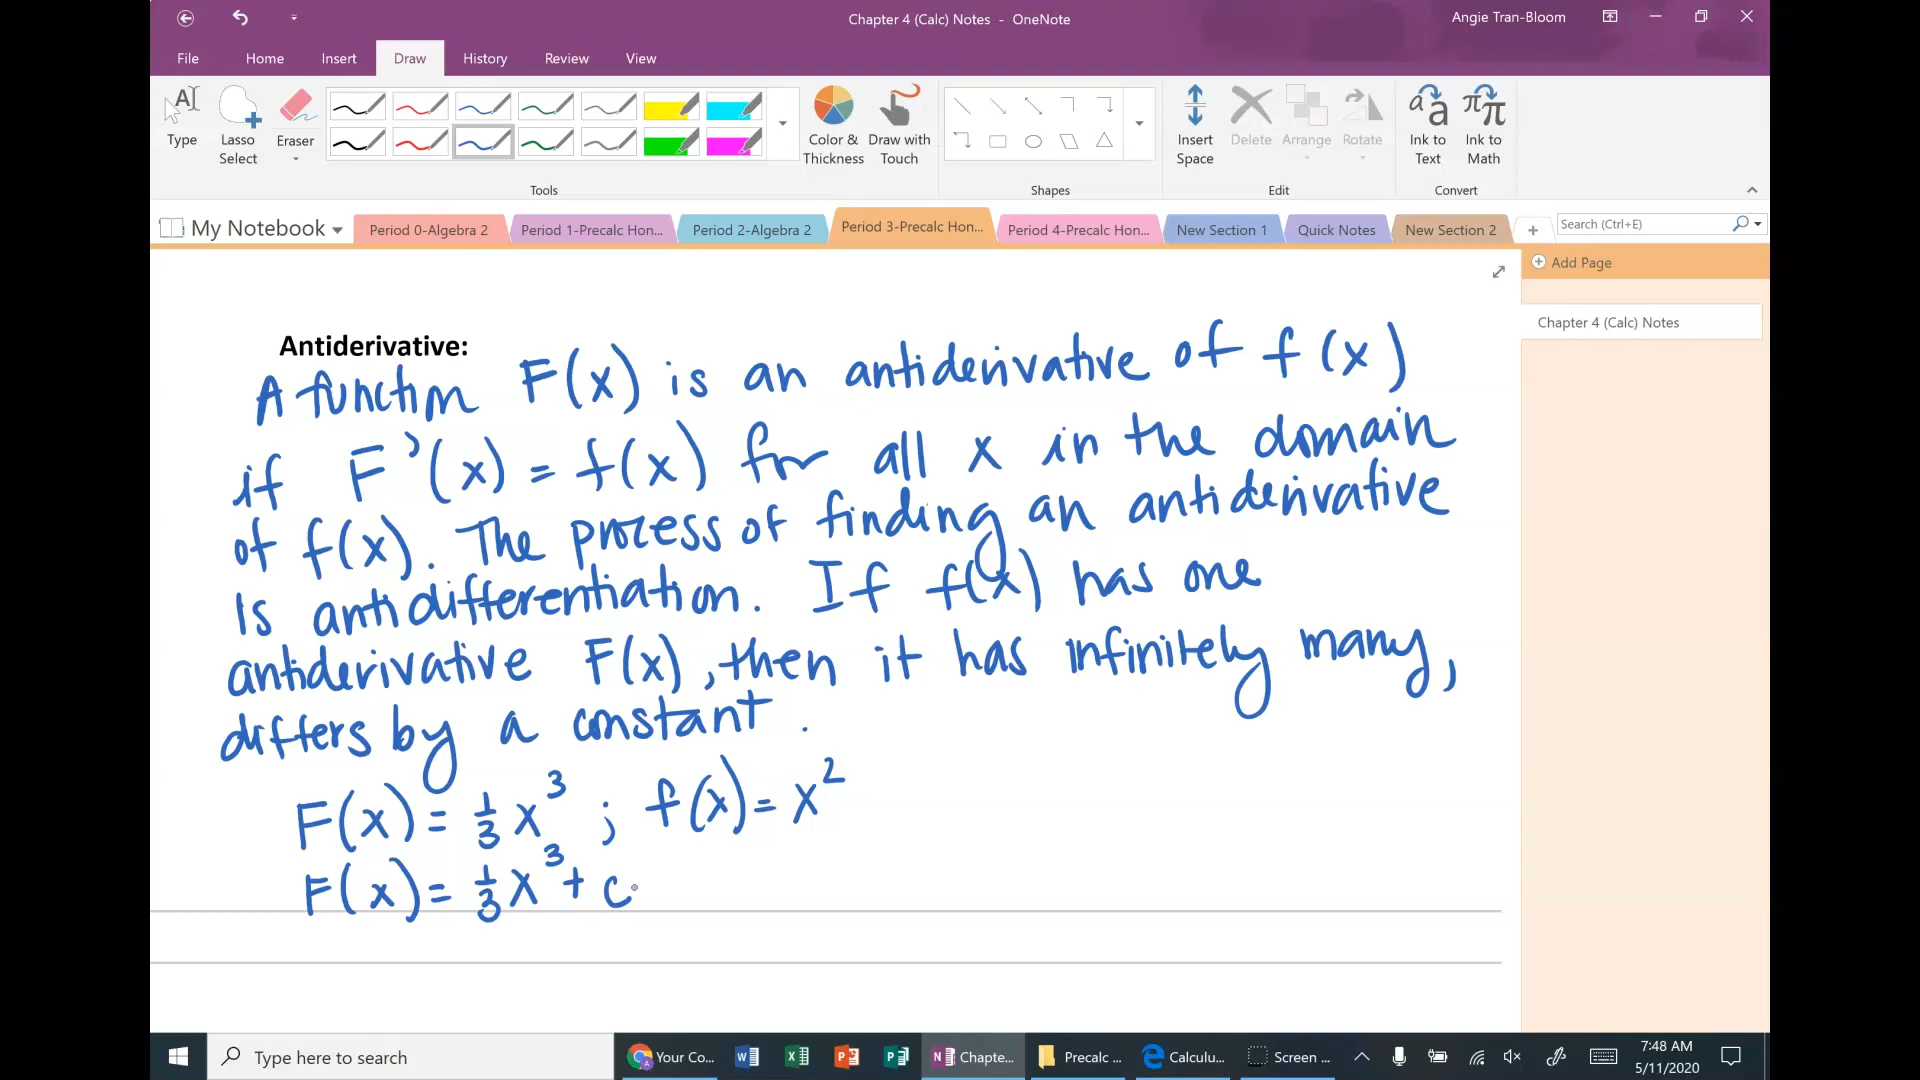 Chapter 4 (Calc) Notes - OneNote
Angie Tran-Bloom
File Home Insert Draw History Review View
Type
Lasso Select
Eraser
Color & Thickness
Draw with Touch
Insert Space
Delete
Arrange
Rotate
Ink to Text
Ink to Math
Tools Shapes Edit Convert
My Notebook Period 0-Algebra 2 Period 1-Precalc Hon... Period 2-Algebra 2 Period 3-Precalc Hon... Period 4-Precalc Hon... New Section 1 Quick Notes New Section 2 + Search (Ctrl+E)
Add Page
Chapter 4 (Calc) Notes
Antiderivative:
A function F(x) is an antiderivative of f(x)
if F'(x) = f(x) for all x in the domain
of f(x). The process of finding an antiderivative
is antidifferentiation. If f(x) has one
antiderivative F(x), then it has infinitely many,
differs by a constant.
F(x) = 1/3 x^3 ; f(x) = x^2
F(x) = 1/3 x^3 + C
Type here to search
Your Co... Chapte... Precalc ... Calculu... Screen ...
7:48 AM
5/11/2020